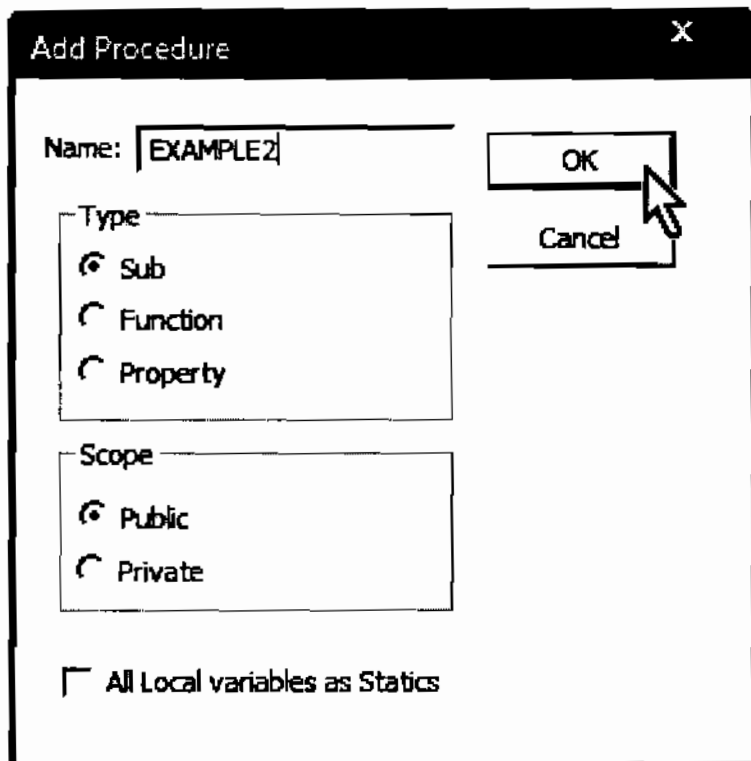 Add Procedure X
Name: EXAMPLE2
OK
Type
Cancel
Sub
Function
Property
Scope
Public
Private
All Local variables as Statics